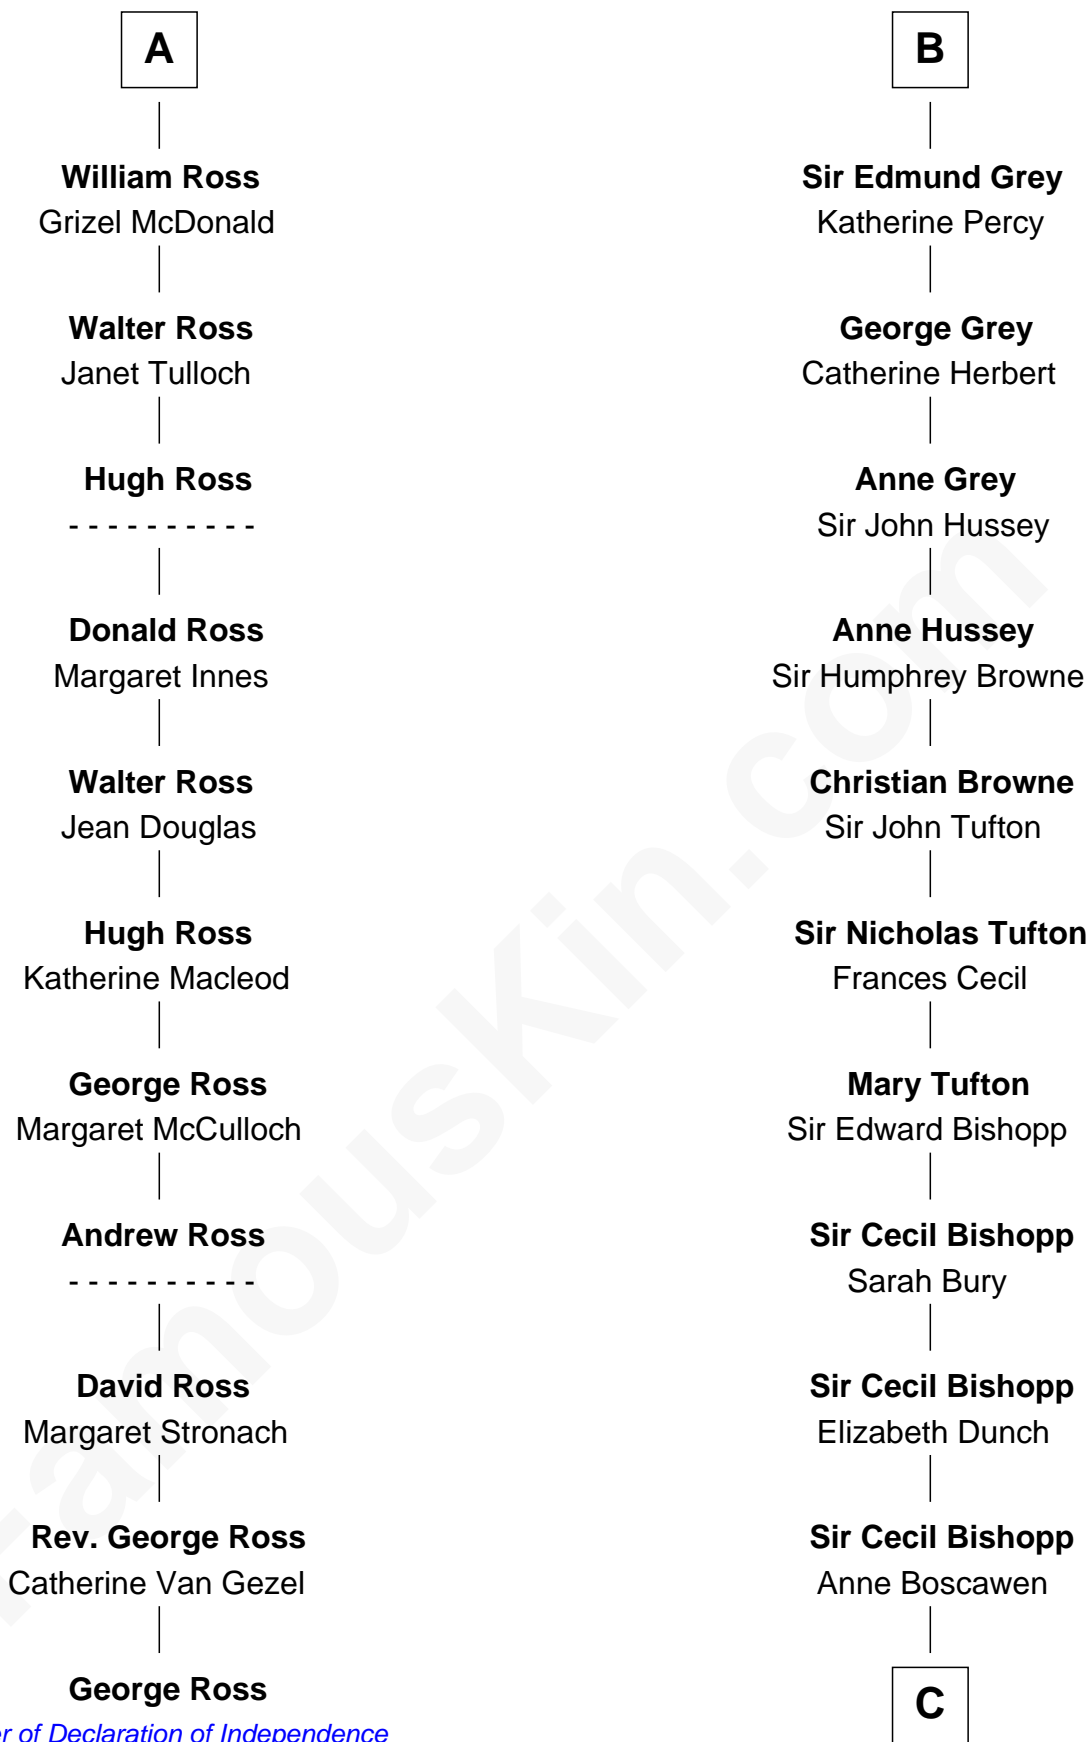 A
William Ross
Grizel McDonald
Walter Ross
Janet Tulloch
Hugh Ross
- - - - - - - - - -
Donald Ross
Margaret Innes
Walter Ross
Jean Douglas
Hugh Ross
Katherine Macleod
George Ross
Margaret McCulloch
Andrew Ross
- - - - - - - - - -
David Ross
Margaret Stronach
Rev. George Ross
Catherine Van Gezel
George Ross
of Declaration of Independence
B
Sir Edmund Grey
Katherine Percy
George Grey
Catherine Herbert
Anne Grey
Sir John Hussey
Anne Hussey
Sir Humphrey Browne
Christian Browne
Sir John Tufton
Sir Nicholas Tufton
Frances Cecil
Mary Tufton
Sir Edward Bishopp
Sir Cecil Bishopp
Sarah Bury
Sir Cecil Bishopp
Elizabeth Dunch
Sir Cecil Bishopp
Anne Boscawen
C
FamousKin.com